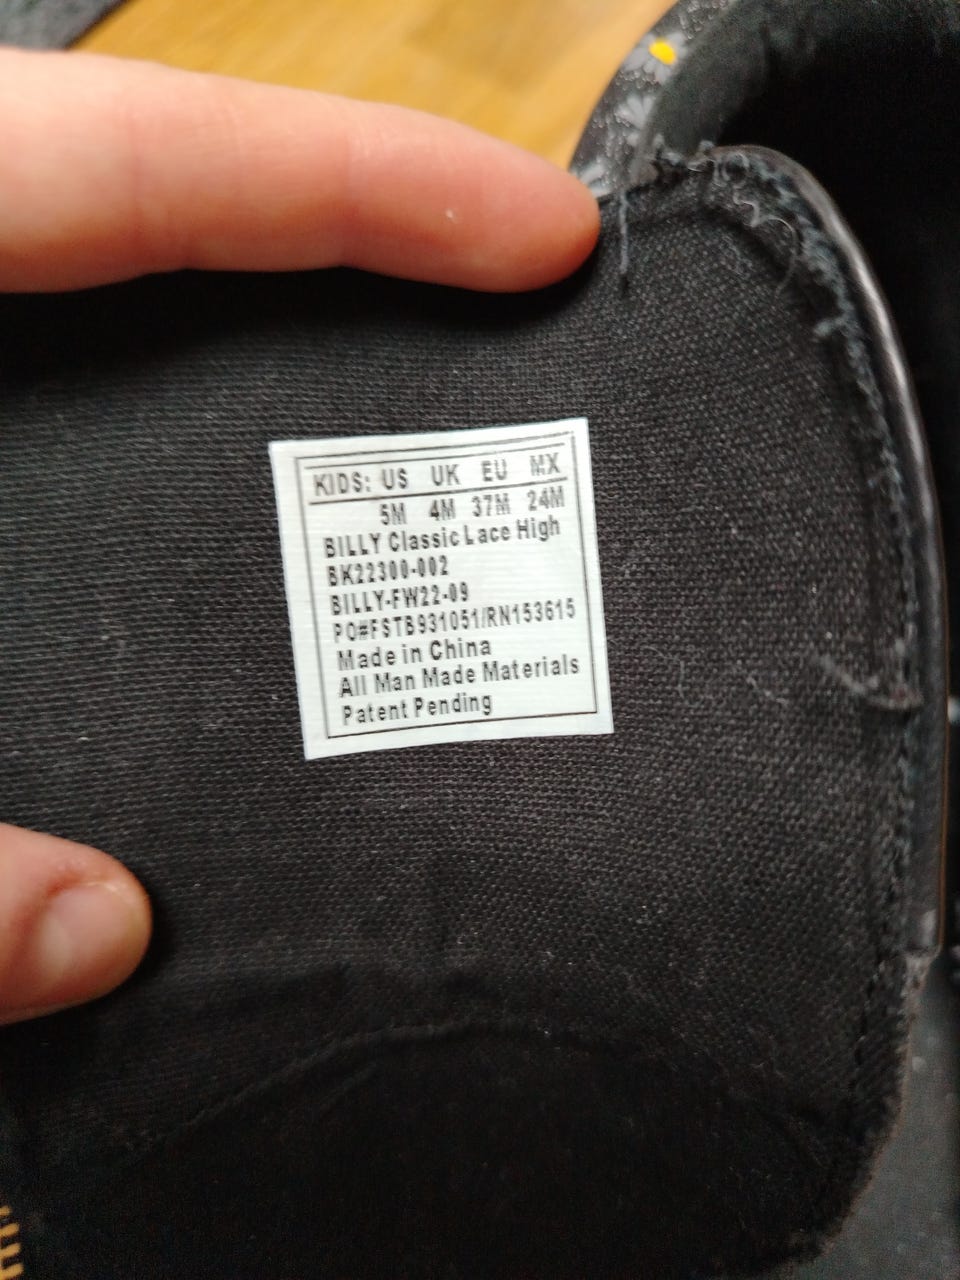 KIDS: US UK EU MX
5M 4M 37M 24M
BILLY Classic Lace High
BK22300-002
BILLY-FW22-09
PO#FSTB931051/RN153615
Made in China
All Man Made Materials
Patent Pending